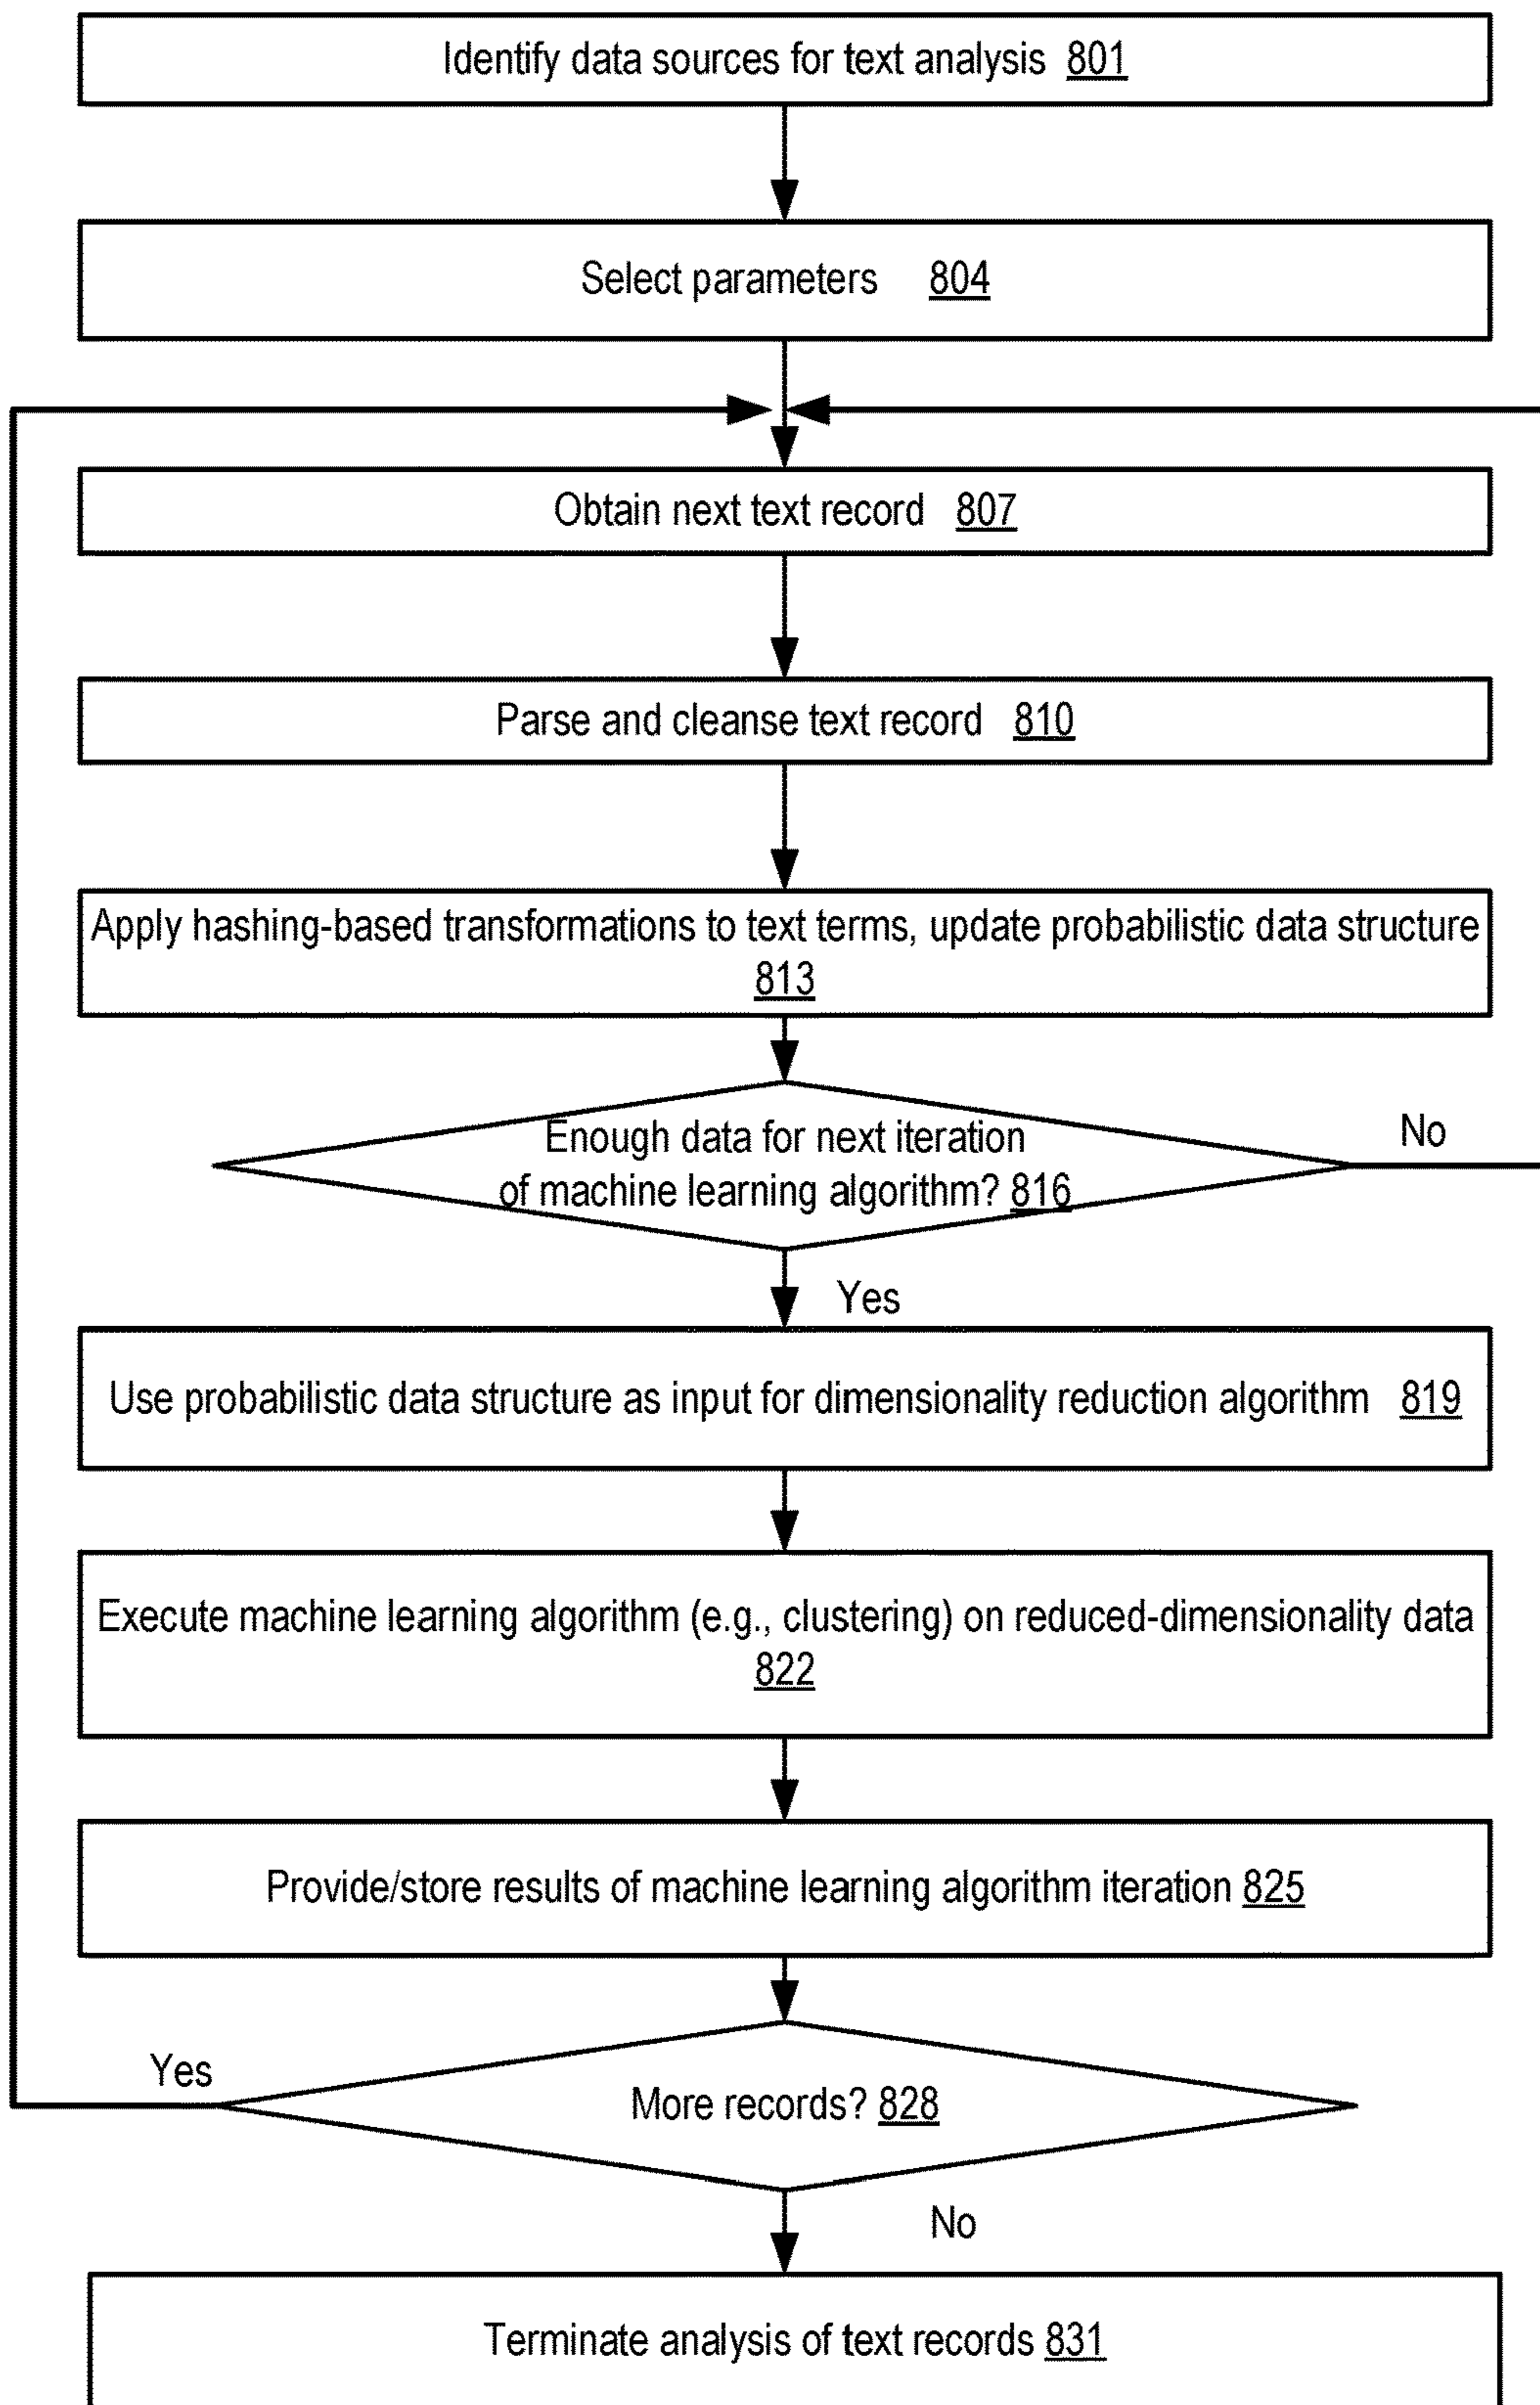 Identify data sources for text analysis 801
Select parameters 804
Obtain next text record 807
Parse and cleanse text record 810
Apply hashing-based transformations to text terms, update probabilistic data structure
813
Enough data for next iteration
of machine learning algorithm? 816
No
Yes
Use probabilistic data structure as input for dimensionality reduction algorithm 819
Execute machine learning algorithm (e.g., clustering) on reduced-dimensionality data
822
Provide/store results of machine learning algorithm iteration 825
Yes
More records? 828
No
Terminate analysis of text records 831